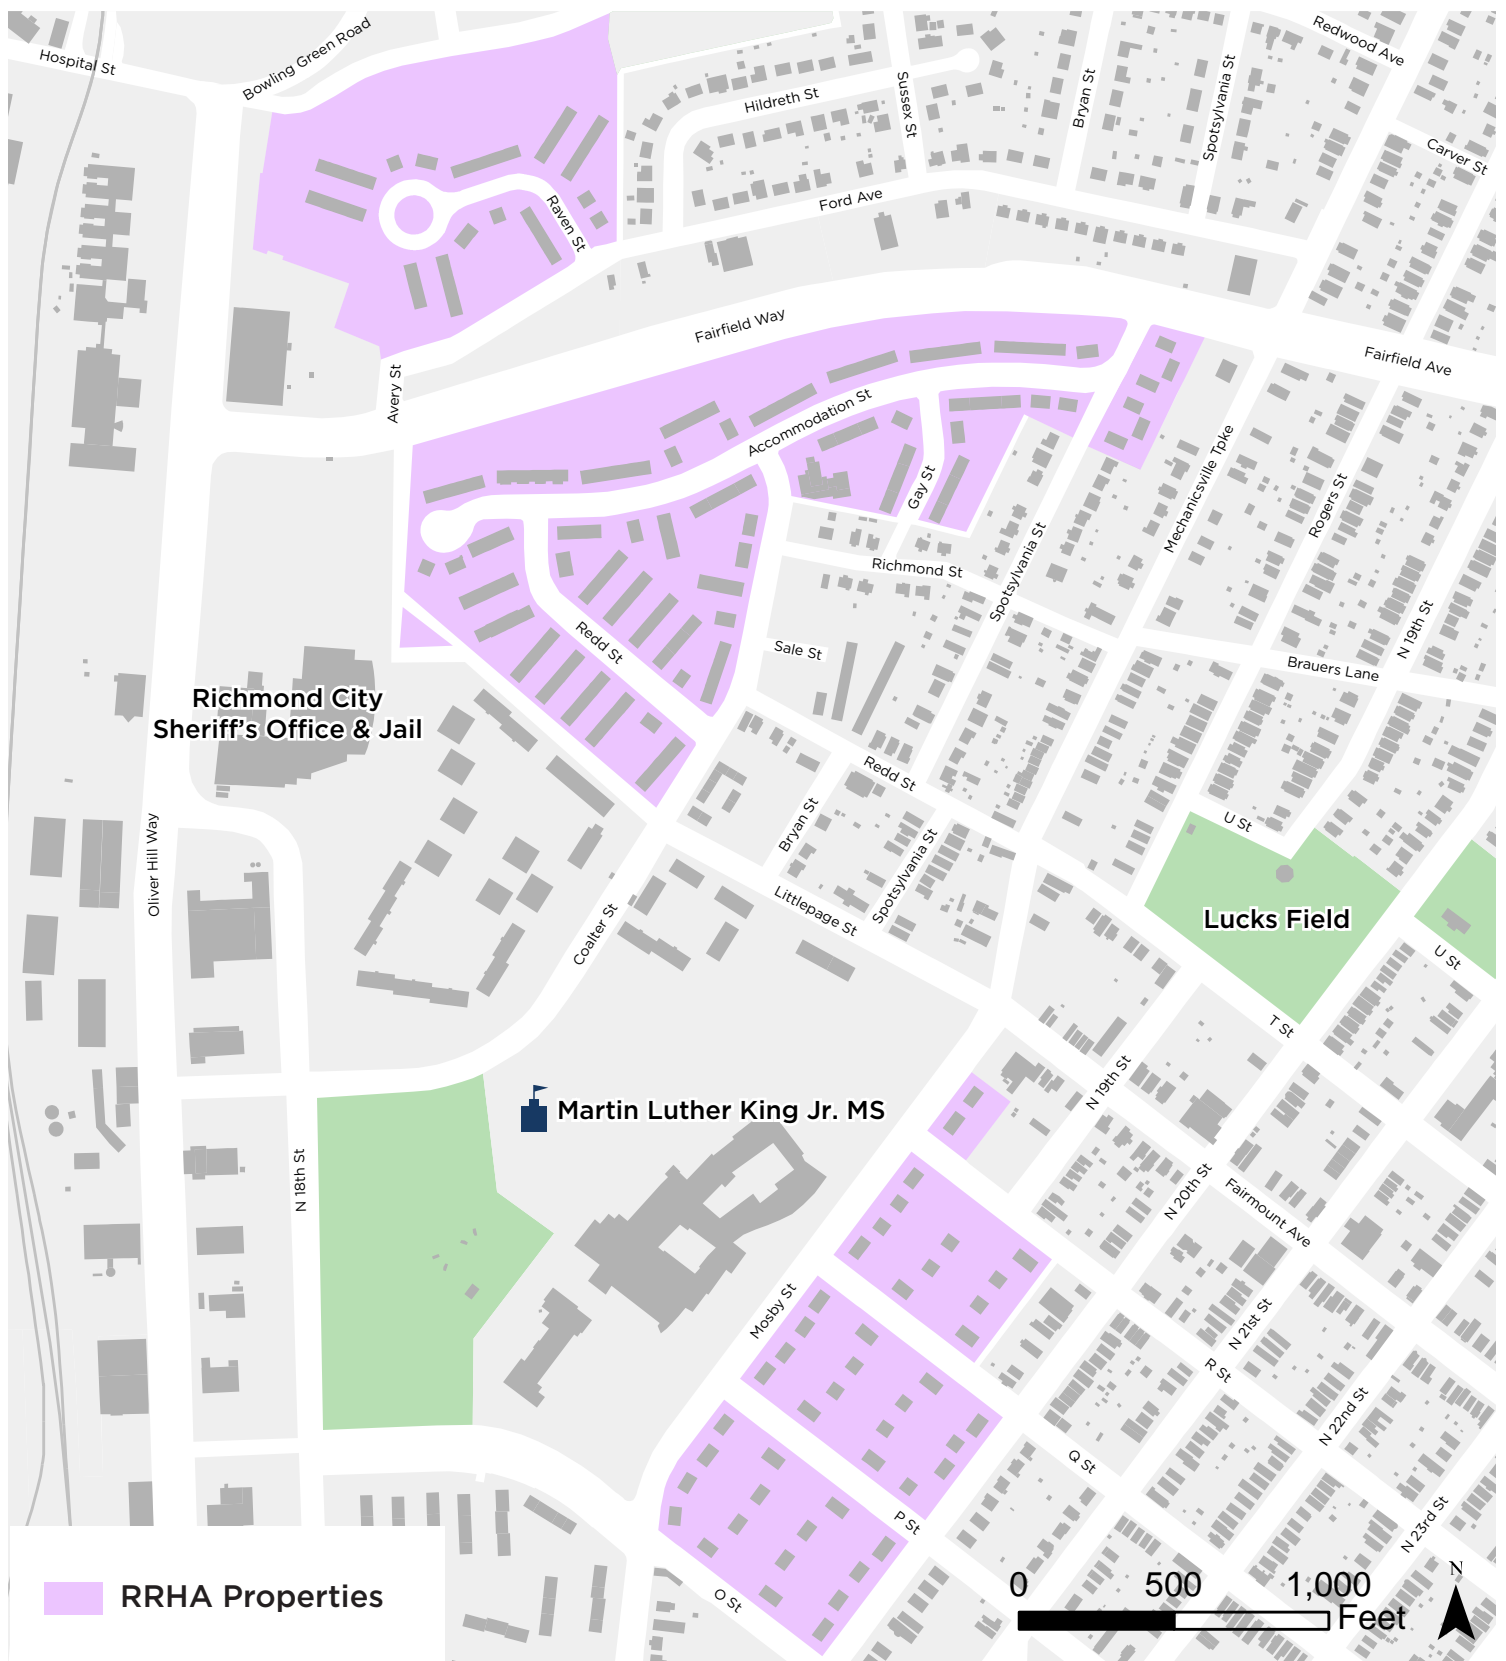 Redwood Ave
Bowling Green Road
Hospital St
Spotsylvania St
Bryan St
Sussex St
Hildreth St
Carver St
Ford Ave
Raven St
Fairfield Way
Fairfield Ave
Avery St
Accommodation St
Mechanicsville Tpke
Gay St
Rogers St
Richmond St
Spotsylvania St
N 19th St
Redd St
Sale St
Brauers Lane
Richmond City
Sheriff's Office & Jail
Redd St
Bryan St
U St
Oliver Hill Way
Spotsylvania St
Littlepage St
Lucks Field
Coalter St
U St
T St
N 19th St
Martin Luther King Jr. MS
N 18th St
N 20th St
Fairmount Ave
Mosby St
N 21st St
R St
N 22nd St
Q St
P St
N 23rd St
O St
RRHA Properties
0 500 1,000
Feet
N